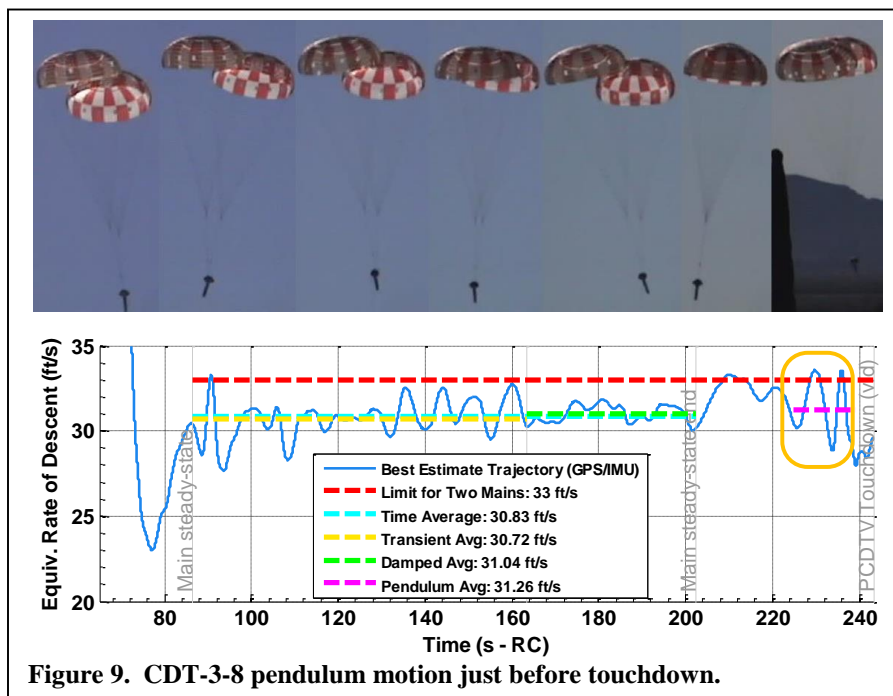 35
30
25
20
Equiv. Rate of Descent (ft/s)
Main steady-state
Main steady-state end
PCDTV Touchdown (vid)
Best Estimate Trajectory (GPS/IMU)
Limit for Two Mains: 33 ft/s
Time Average: 30.83 ft/s
Transient Avg: 30.72 ft/s
Damped Avg: 31.04 ft/s
Pendulum Avg: 31.26 ft/s
80 100 120 140 160 180 200 220 240
Time (s - RC)
Figure 9. CDT-3-8 pendulum motion just before touchdown.